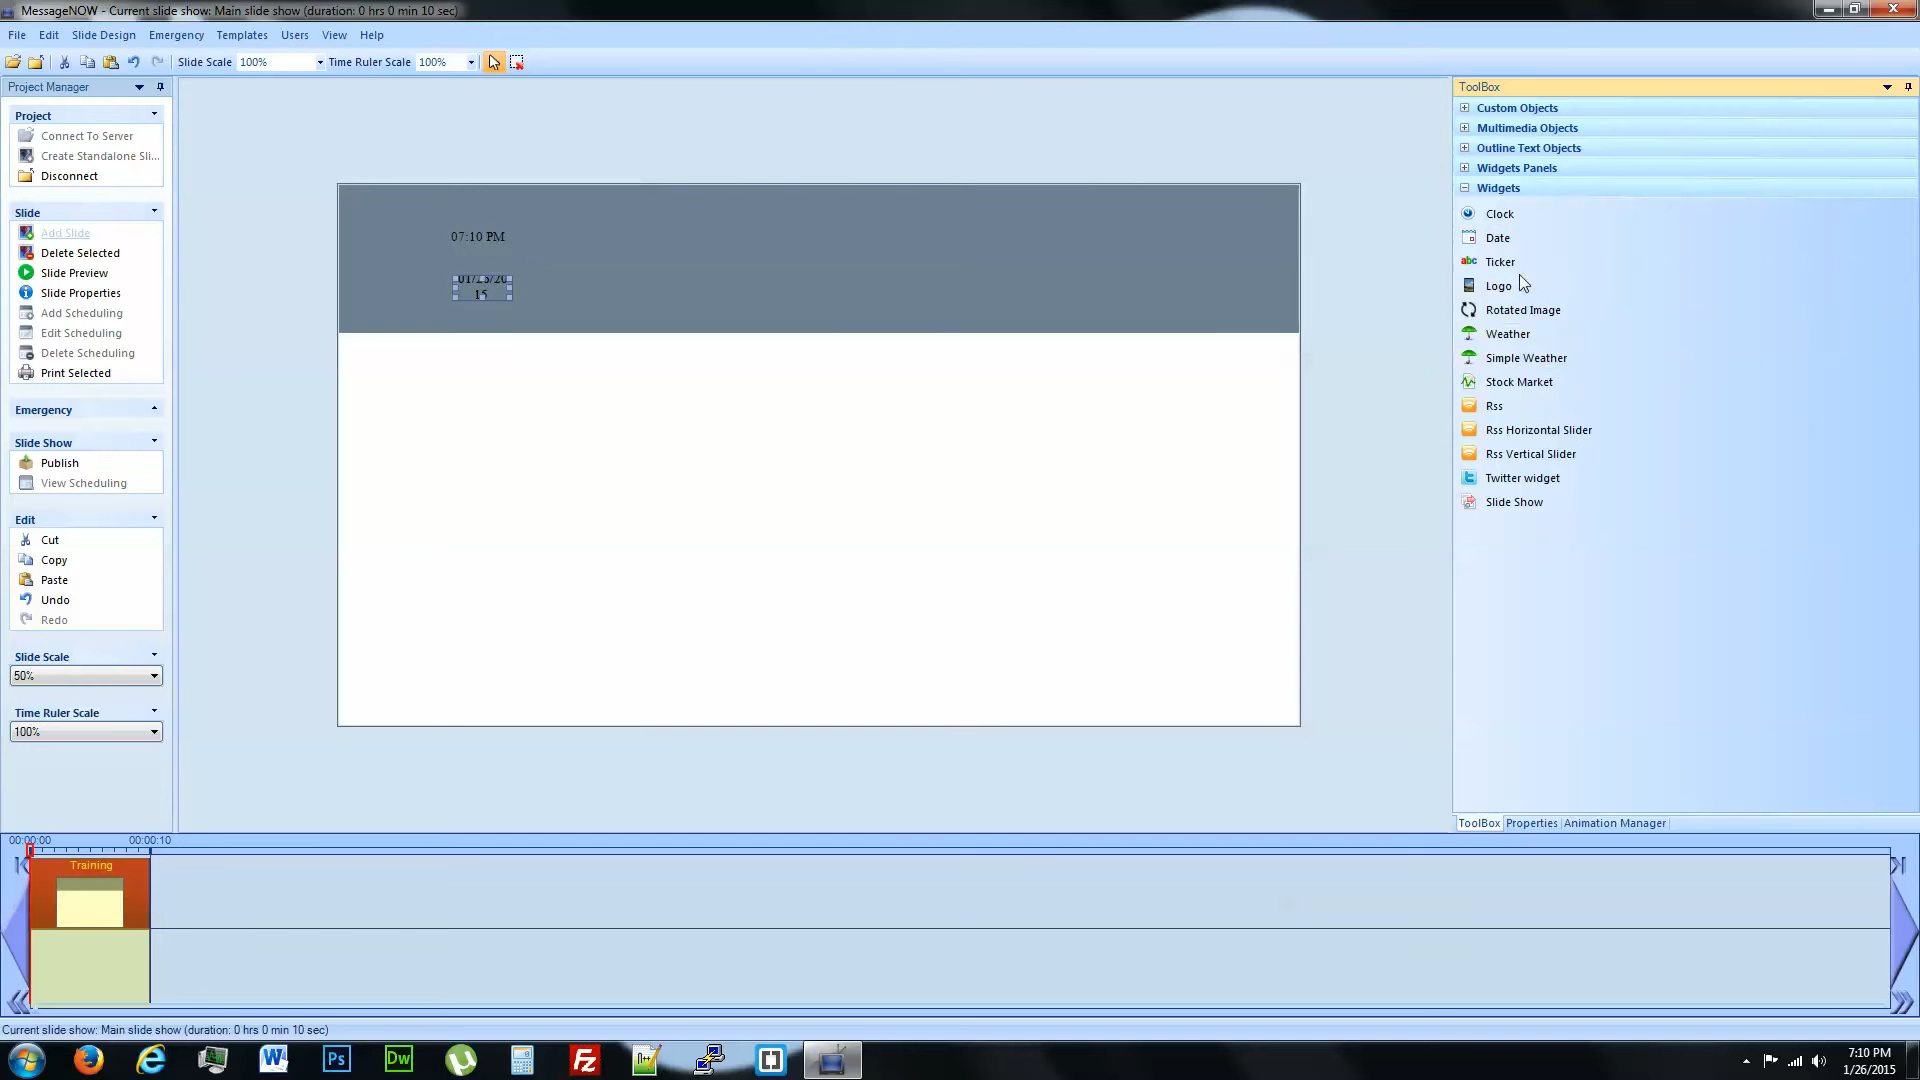 MessageNOW - Current slide show: Main slide show (duration: 0 hrs 0 min 10 sec)
File Edit Slide Design Emergency Templates Users View Help
Slide Scale 100% Time Ruler Scale 100%
Project Manager
Project
Connect To Server
Create Standalone Sli...
Disconnect
Slide
Add Slide
Delete Selected
Slide Preview
Slide Properties
Add Scheduling
Edit Scheduling
Delete Scheduling
Print Selected
Emergency
Slide Show
Publish
View Scheduling
Edit
Cut
Copy
Paste
Undo
Redo
Slide Scale
50%
Time Ruler Scale
100%
07:10 PM
15
ToolBox
Custom Objects
Multimedia Objects
Outline Text Objects
Widgets Panels
Widgets
Clock
Date
abc Ticker
Logo
Rotated Image
Weather
Simple Weather
Stock Market
Rss
Rss Horizontal Slider
Rss Vertical Slider
Twitter widget
Slide Show
ToolBox Properties Animation Manager
00:00:00 00:00:10
Training
Current slide show: Main slide show (duration: 0 hrs 0 min 10 sec)
Ps Dw
7:10 PM
1/26/2015